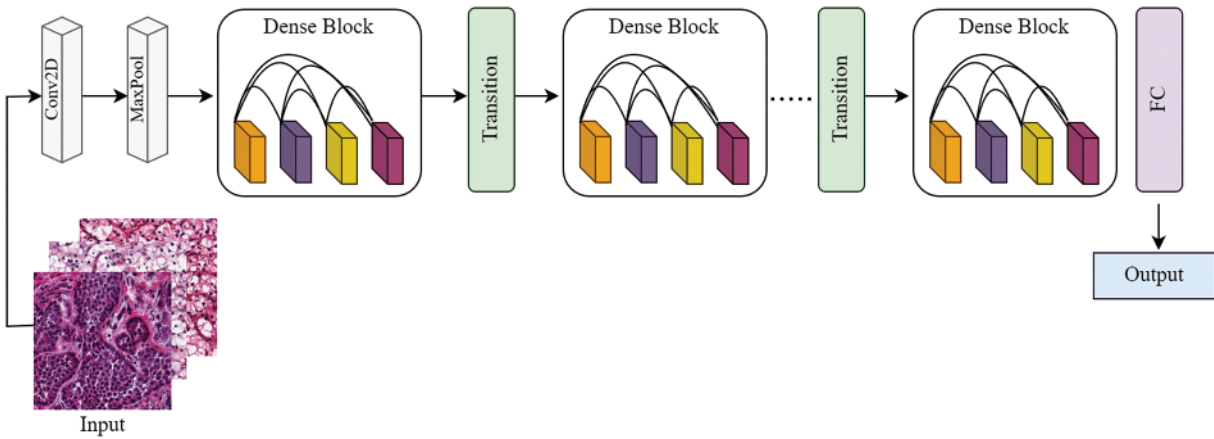 Conv2D
MaxPool
Dense Block
Transition
Dense Block
Transition
Dense Block
FC
Output
Input